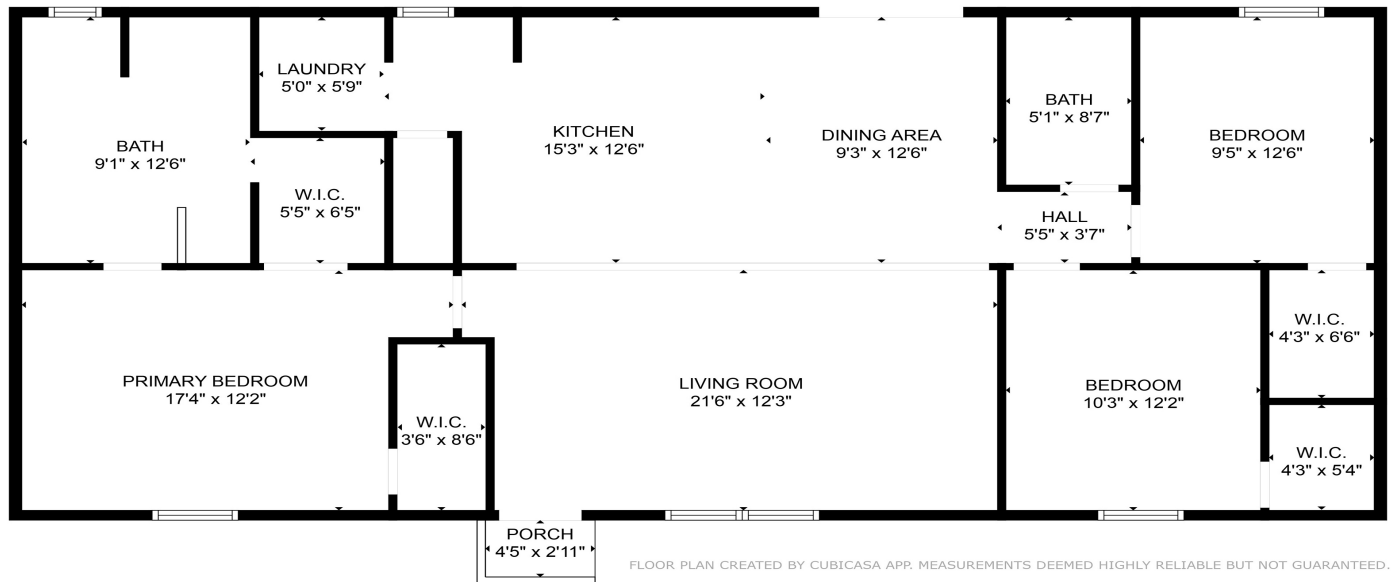 LAUNDRY
5'0" x 5'9"
BATH
9'1" x 12'6"
W.I.C.
5'5" x 6'5"
KITCHEN
15'3" x 12'6"
DINING AREA
9'3" x 12'6"
BATH
5'1" x 8'7"
BEDROOM
9'5" x 12'6"
HALL
5'5" x 3'7"
PRIMARY BEDROOM
17'4" x 12'2"
W.I.C.
3'6" x 8'6"
LIVING ROOM
21'6" x 12'3"
BEDROOM
10'3" x 12'2"
W.I.C.
4'3" x 6'6"
W.I.C.
4'3" x 5'4"
PORCH
4'5" x 2'11"
FLOOR PLAN CREATED BY CUBICASA APP. MEASUREMENTS DEEMED HIGHLY RELIABLE BUT NOT GUARANTEED.